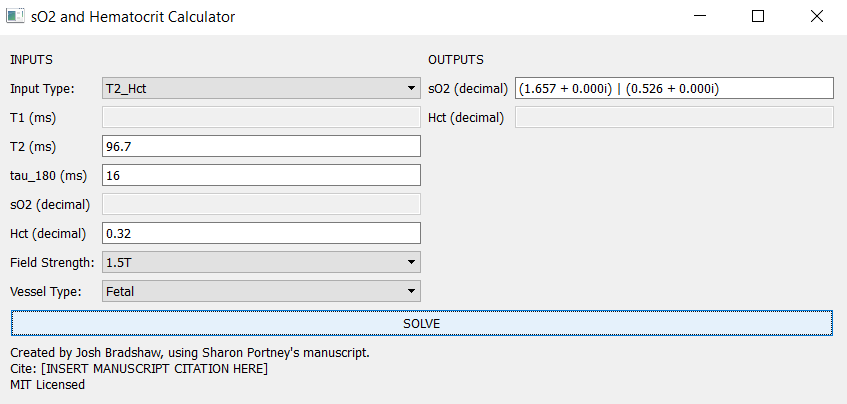 sO2 and Hematocrit Calculator
INPUTS
Input Type: T2_Hct
T1 (ms)
T2 (ms) 96.7
tau_180 (ms) 16
sO2 (decimal)
Hct (decimal) 0.32
Field Strength: 1.5T
Vessel Type: Fetal
OUTPUTS
sO2 (decimal) (1.657 + 0.000i) | (0.526 + 0.000i)
Hct (decimal)
SOLVE
Created by Josh Bradshaw, using Sharon Portney's manuscript.
Cite: [INSERT MANUSCRIPT CITATION HERE]
MIT Licensed